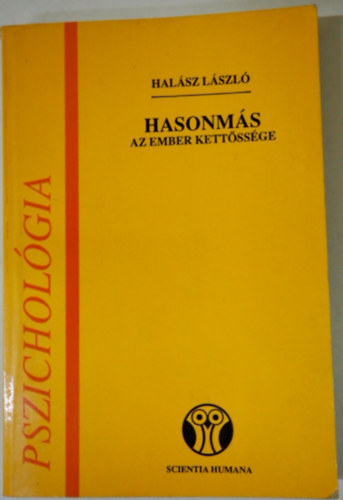 HALÁSZ LÁSZLÓ
HASONMÁS
AZ EMBER KETTŐSSÉGE
PSZICHOLÓGIA
SCIENTIA HUMANA